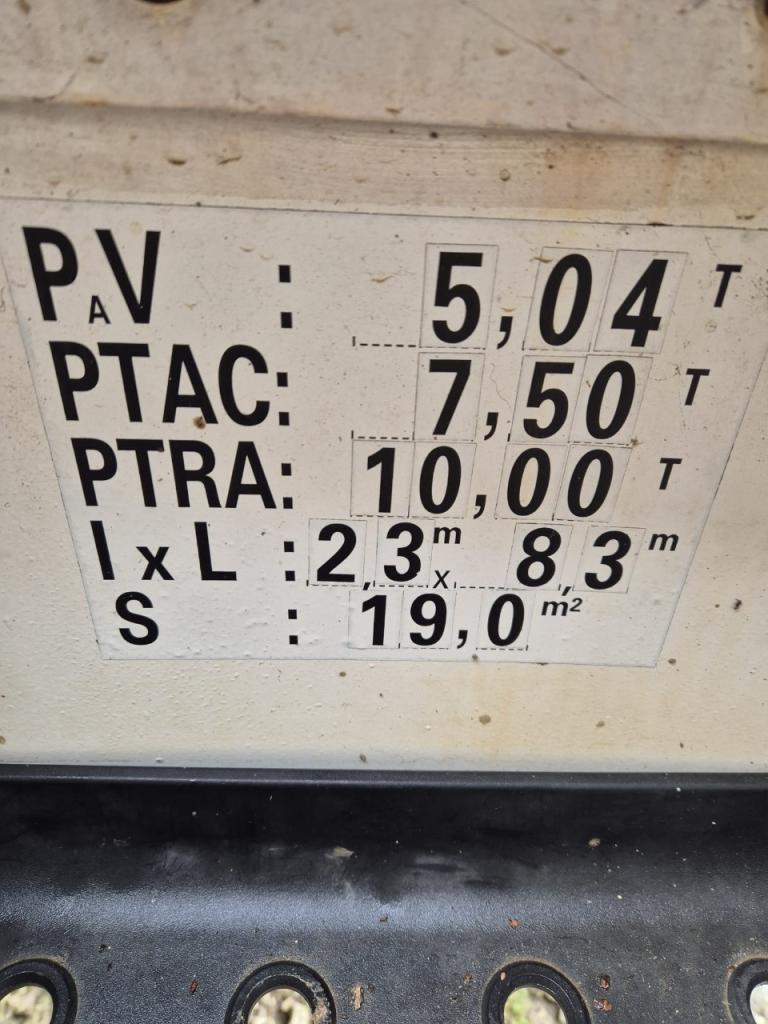 PAV : 5,04 T
PTAC: 7,50 T
PTRA: 10,00 T
l x L : 2,3 m x 8,3 m
S : 19,0 m²